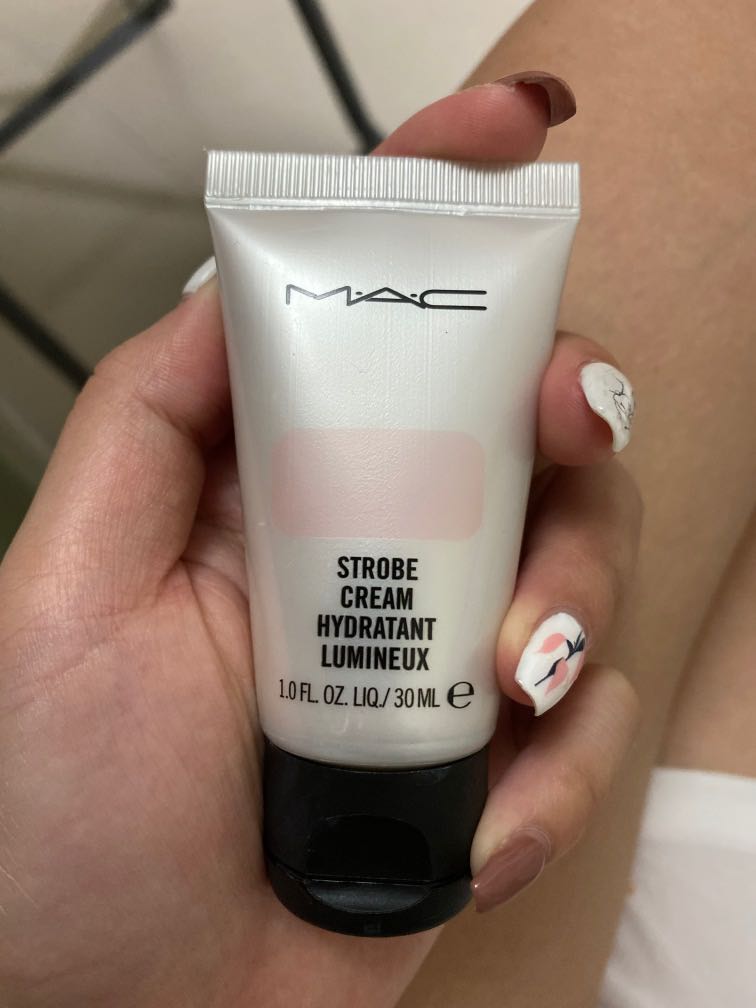 M·A·C
STROBE
CREAM
HYDRATANT
LUMINEUX
1.0 FL. OZ. LIQ./ 30 ML ℮